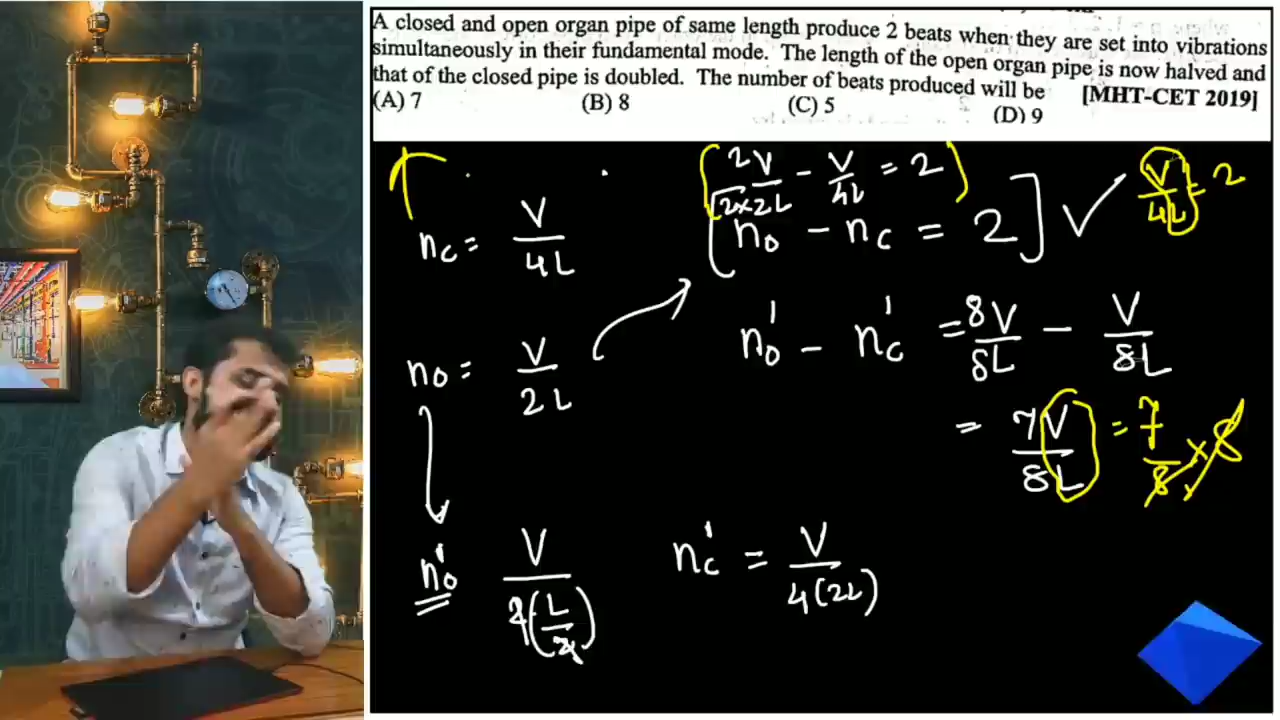 A closed and open organ pipe of same length produce 2 beats when they are set into vibrations
simultaneously in their fundamental mode. The length of the open organ pipe is now halved and
that of the closed pipe is doubled. The number of beats produced will be [MHT-CET 2019]
(A) 7 (B) 8 (C) 5 (D) 9
2V/2×2L - V/4L = 2
V/4L = 2
nc = V/4L
[no - nc = 2] ✓
no = V/2L
no' - nc' = 8V/8L - V/8L
= 7V/8L = 7/8 × 8
no' V/2(L/2)
nc' = V/4(2L)